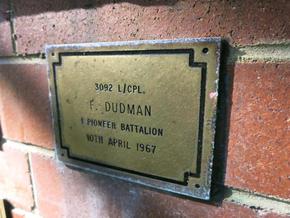 3092 L/CPL.
F. DUDMAN
1 PIONEER BATTALION
10TH APRIL 1967